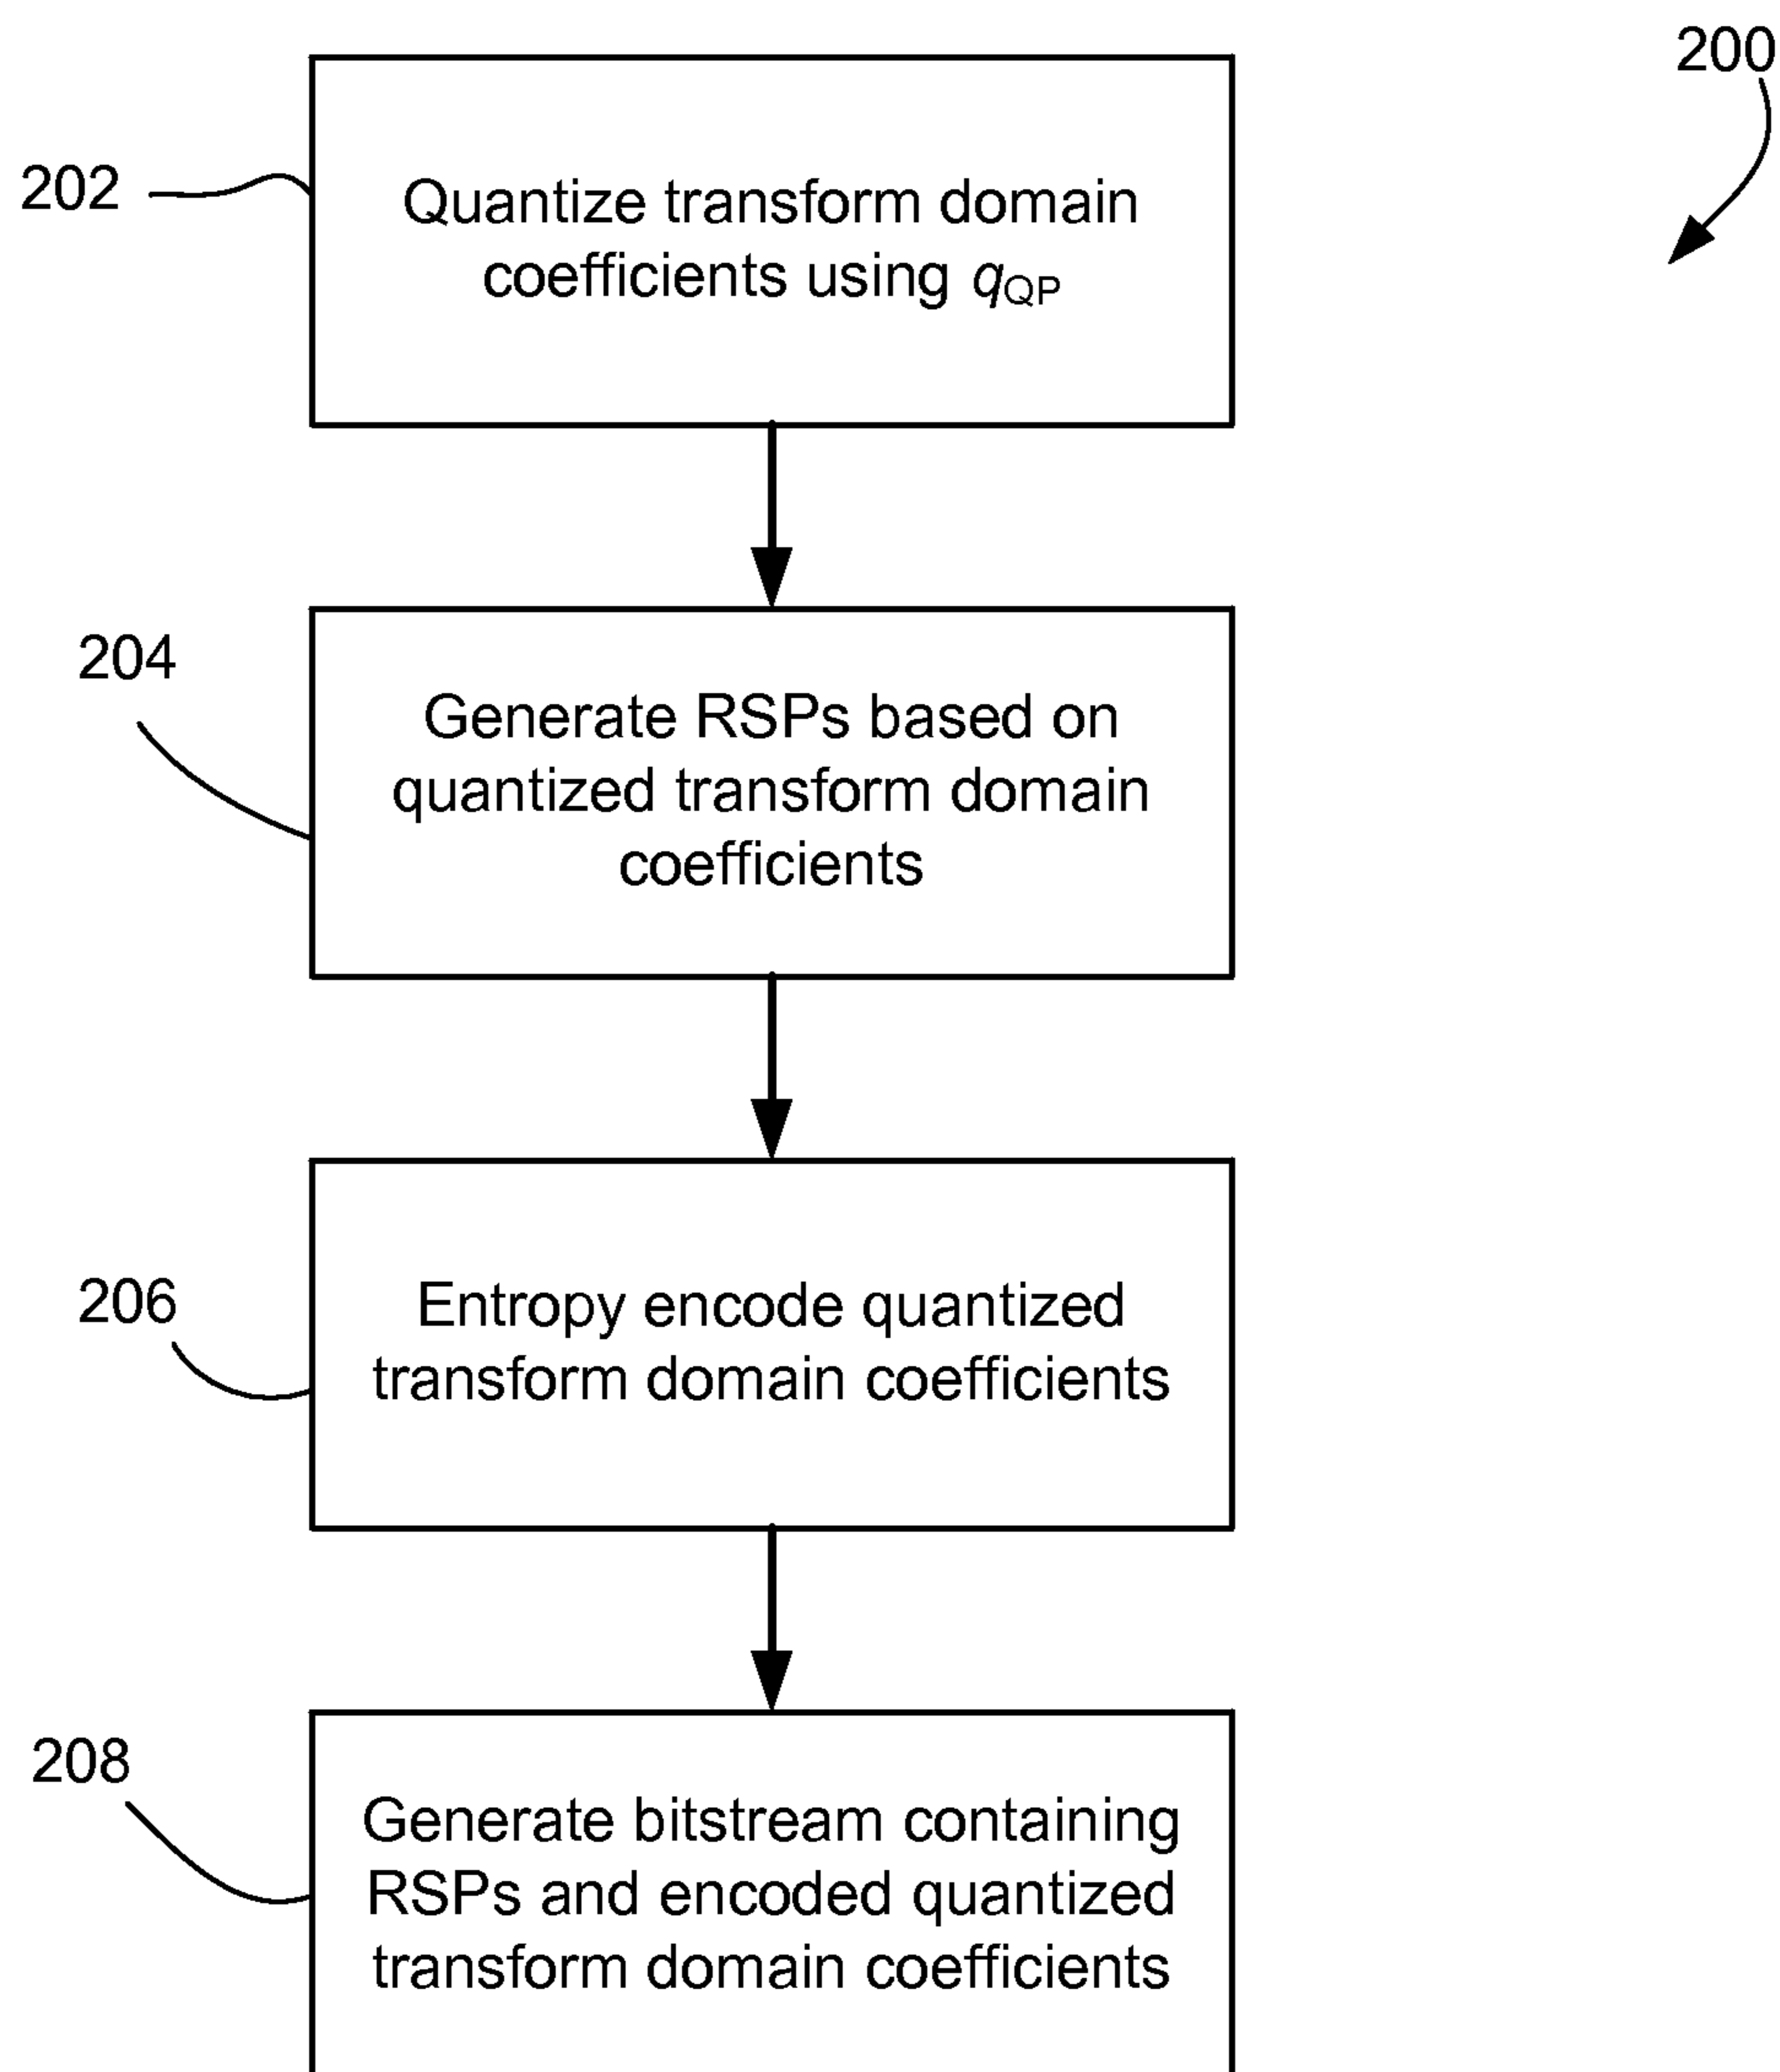 200
202
Quantize transform domain
coefficients using qQP
204
Generate RSPs based on
quantized transform domain
coefficients
206
Entropy encode quantized
transform domain coefficients
208
Generate bitstream containing
RSPs and encoded quantized
transform domain coefficients